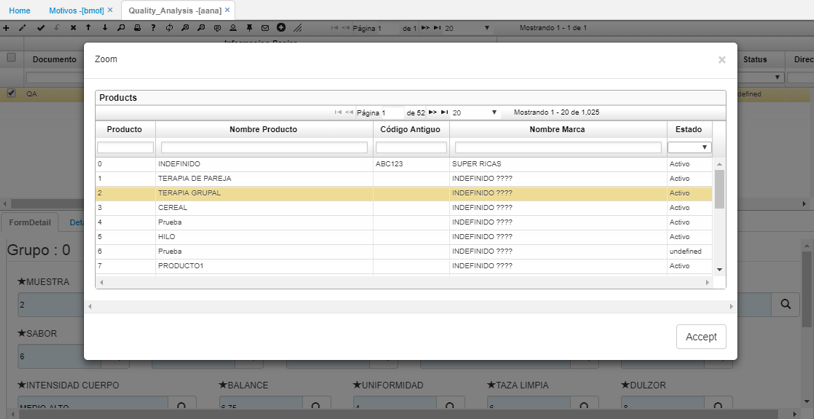 Home Motivos -[bmot] × Quality_Analysis -[aana] ×
Página 1 de 1 20 Mostrando 1 - 1 de 1
Informacion Basica
Documento Status Direc
QA defined
Zoom ×
Products
Página 1 de 52 20 Mostrando 1 - 20 de 1,025
Producto Nombre Producto Código Antiguo Nombre Marca Estado
0 INDEFINIDO ABC123 SUPER RICAS Activo
1 TERAPIA DE PAREJA INDEFINIDO ???? Activo
2 TERAPIA GRUPAL INDEFINIDO ???? Activo
3 CEREAL INDEFINIDO ???? Activo
4 Prueba INDEFINIDO ???? Activo
5 HILO INDEFINIDO ???? Activo
6 Prueba INDEFINIDO ???? undefined
7 PRODUCTO1 INDEFINIDO ???? Activo
Accept
FormDetail Det
Grupo : 0
★MUESTRA
2
★SABOR
6
★INTENSIDAD CUERPO ★BALANCE ★UNIFORMIDAD ★TAZA LIMPIA ★DULZOR
MEDIO ALTO 6.75 4 6 8